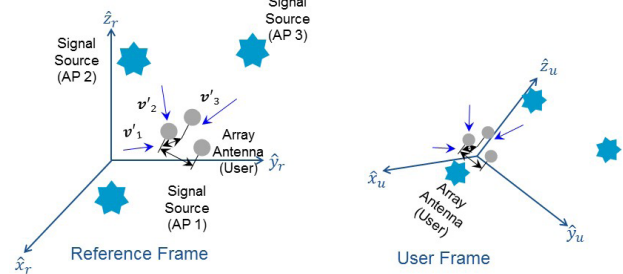 ẑᵣ
Signal
Source
(AP 2)
Signal
Source
(AP 3)
v'₁
v'₂
v'₃
Array
Antenna
(User)
ŷᵣ
Signal
Source
(AP 1)
x̂ᵣ
Reference Frame
ẑᵤ
x̂ᵤ
Array
Antenna
(User)
ŷᵤ
User Frame